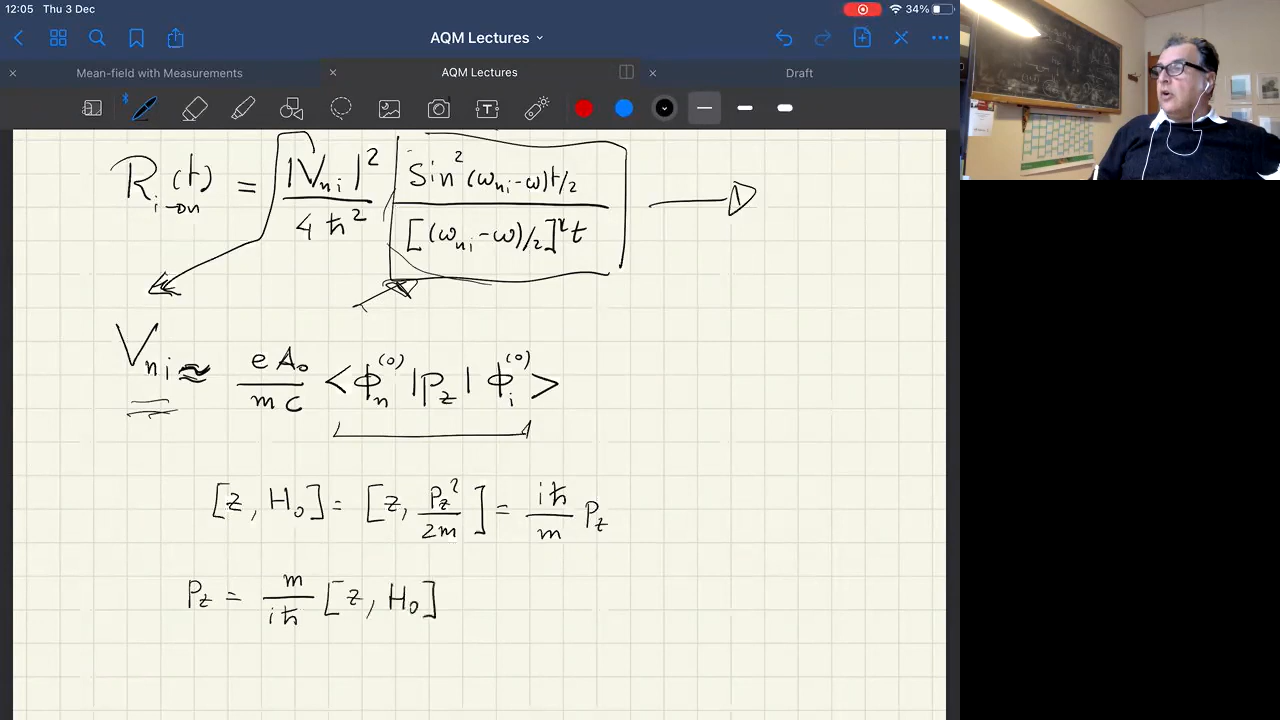 12:05 Thu 3 Dec 34%
AQM Lectures
Mean-field with Measurements AQM Lectures Draft
R_{i→n}(t) = |V_{ni}|² / 4ħ² Sin²(ω_{ni}-ω)t/2 / [(ω_{ni}-ω)/2]² t
V_{ni} ≈ eA₀ / mc <ϕ_n^{(0)}|p_z|ϕ_i^{(0)}>
[z, H₀] = [z, P_z²/2m] = iħ/m P_z
P_z = m/iħ [z, H₀]